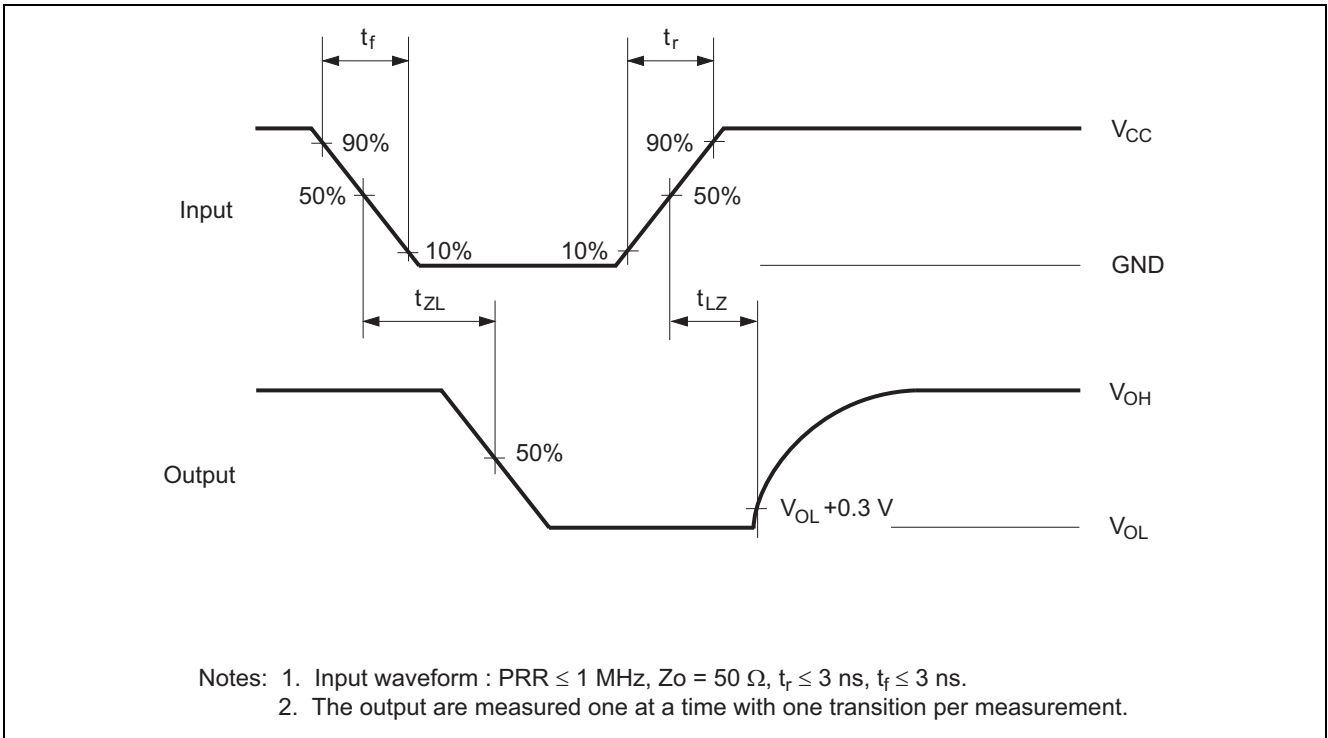 tf
tr
90%
90%
VCC
50%
50%
Input
10%
10%
GND
tZL
tLZ
VOH
50%
Output
VOL +0.3 V
VOL
Notes: 1. Input waveform : PRR ≤ 1 MHz, Zo = 50 Ω, tr ≤ 3 ns, tf ≤ 3 ns.
2. The output are measured one at a time with one transition per measurement.